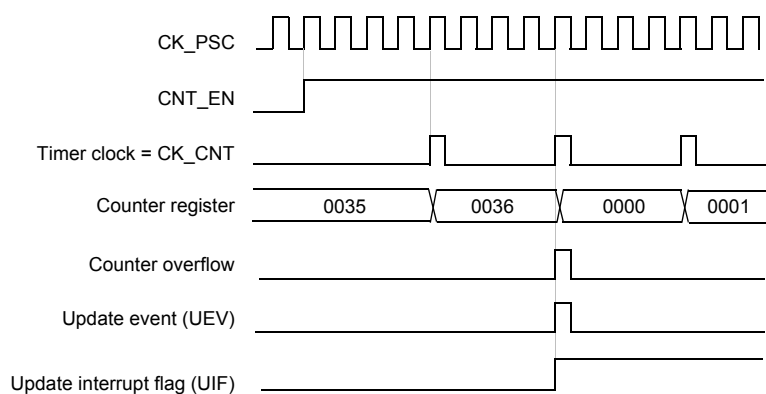 CK_PSC
CNT_EN
Timer clock = CK_CNT
Counter register 0035 0036 0000 0001
Counter overflow
Update event (UEV)
Update interrupt flag (UIF)